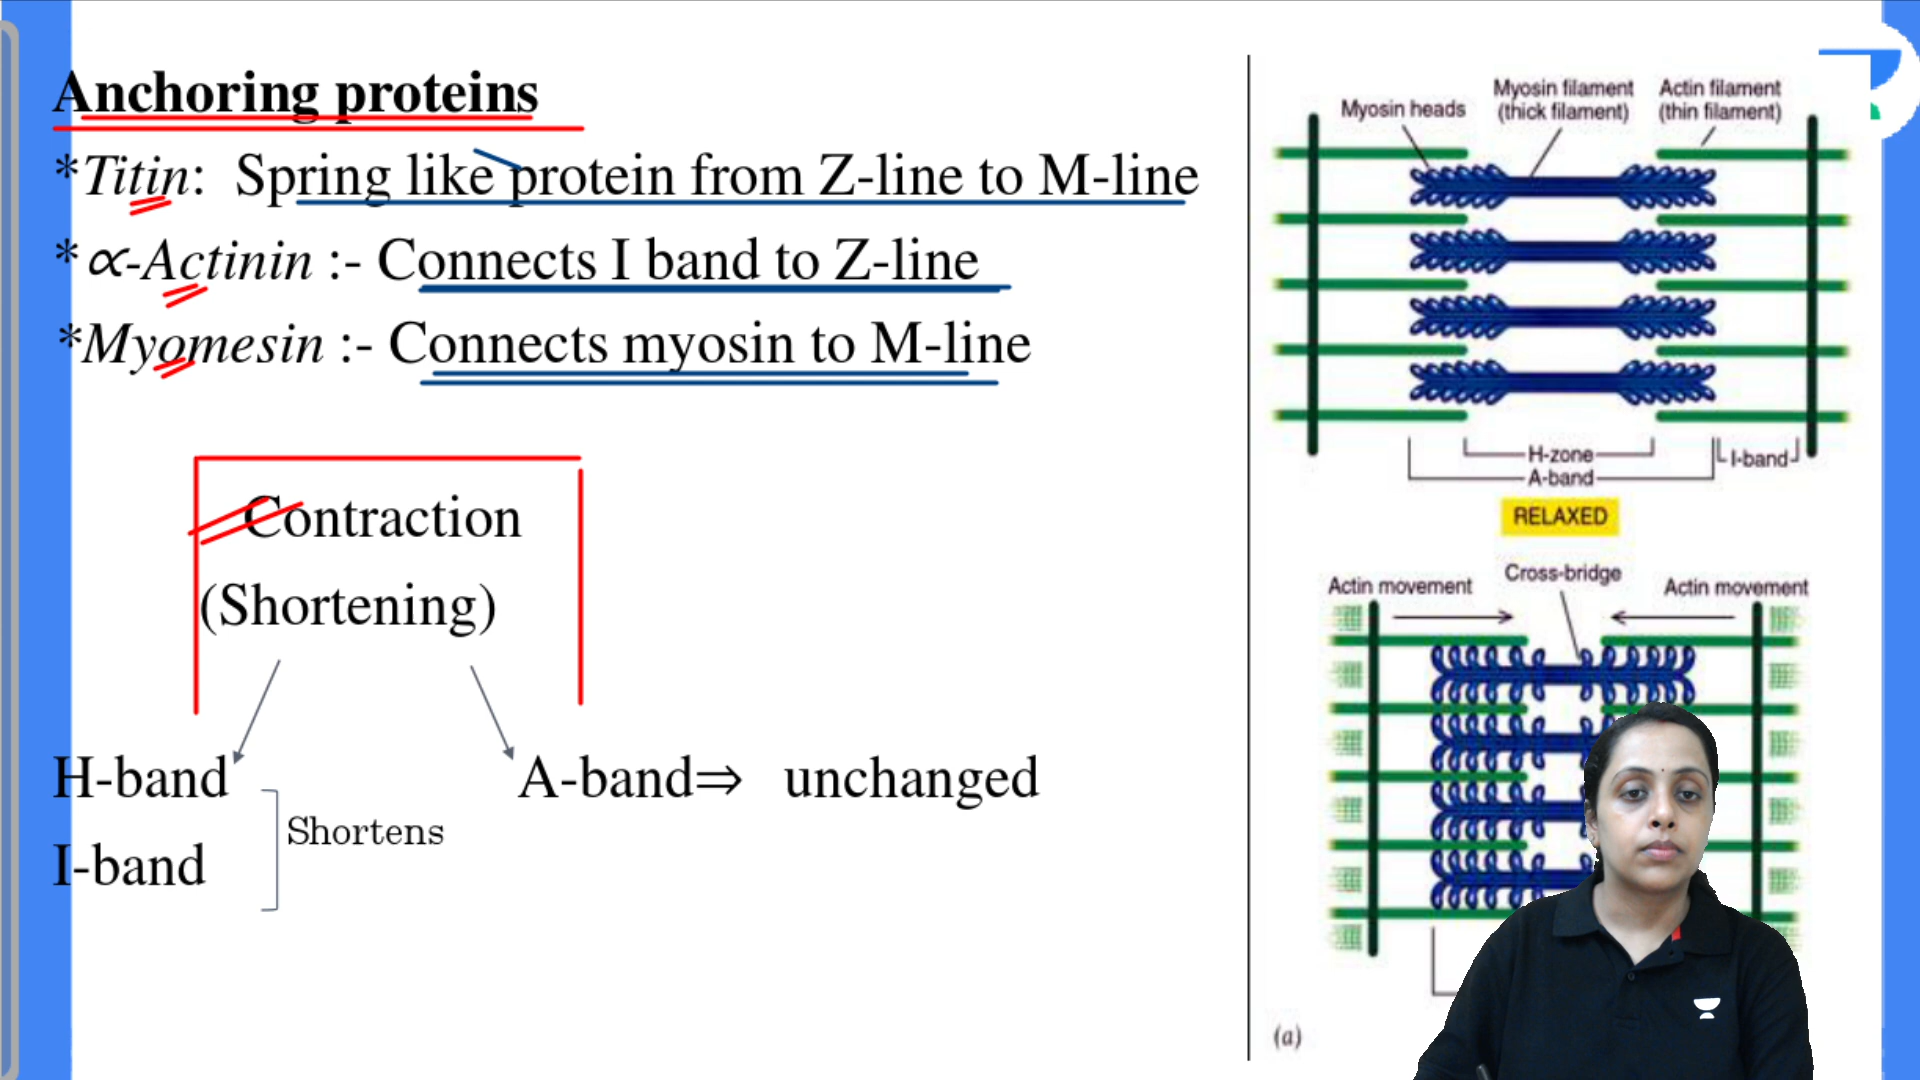 Anchoring proteins
*Titin: Spring like protein from Z-line to M-line
*∝-Actinin :- Connects I band to Z-line
*Myomesin :- Connects myosin to M-line
Contraction
(Shortening)
H-band
I-band
Shortens
A-band⇒ unchanged
Myosin heads
Myosin filament
(thick filament)
Actin filament
(thin filament)
H-zone
A-band
I-band
RELAXED
Cross-bridge
Actin movement
Actin movement
(a)